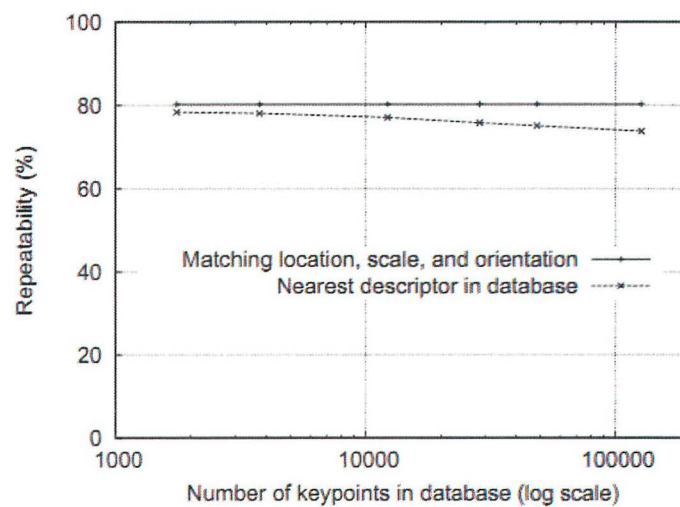 100
80
60
40
20
0
Repeatability (%)
Matching location, scale, and orientation
Nearest descriptor in database
1000
10000
100000
Number of keypoints in database (log scale)